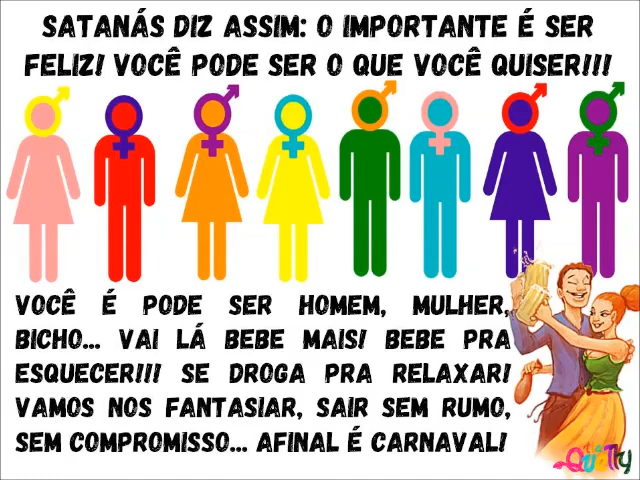 SATANÁS DIZ ASSIM: O IMPORTANTE É SER
FELIZ! VOCÊ PODE SER O QUE VOCÊ QUISER!!!
VOCÊ É PODE SER HOMEM, MULHER,
BICHO... VAI LÁ BEBE MAIS! BEBE PRA
ESQUECER!!! SE DROGA PRA RELAXAR!
VAMOS NOS FANTASIAR, SAIR SEM RUMO,
SEM COMPROMISSO... AFINAL É CARNAVAL!